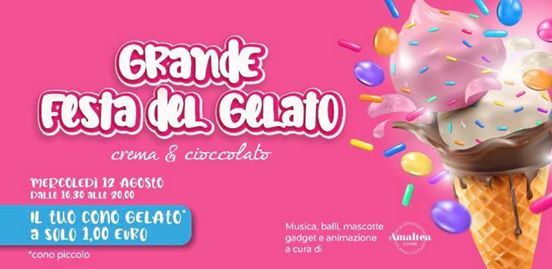 GRANDE
FESTA DEL GELATO
crema & cioccolato
MERCOLEDÌ 12 AGOSTO
DALLE 16.30 ALLE 20.00
IL TUO CONO GELATO*
A SOLO 1,00 EURO
*cono piccolo
Musica, balli, mascotte
gadget e animazione
a cura di
Amaltea